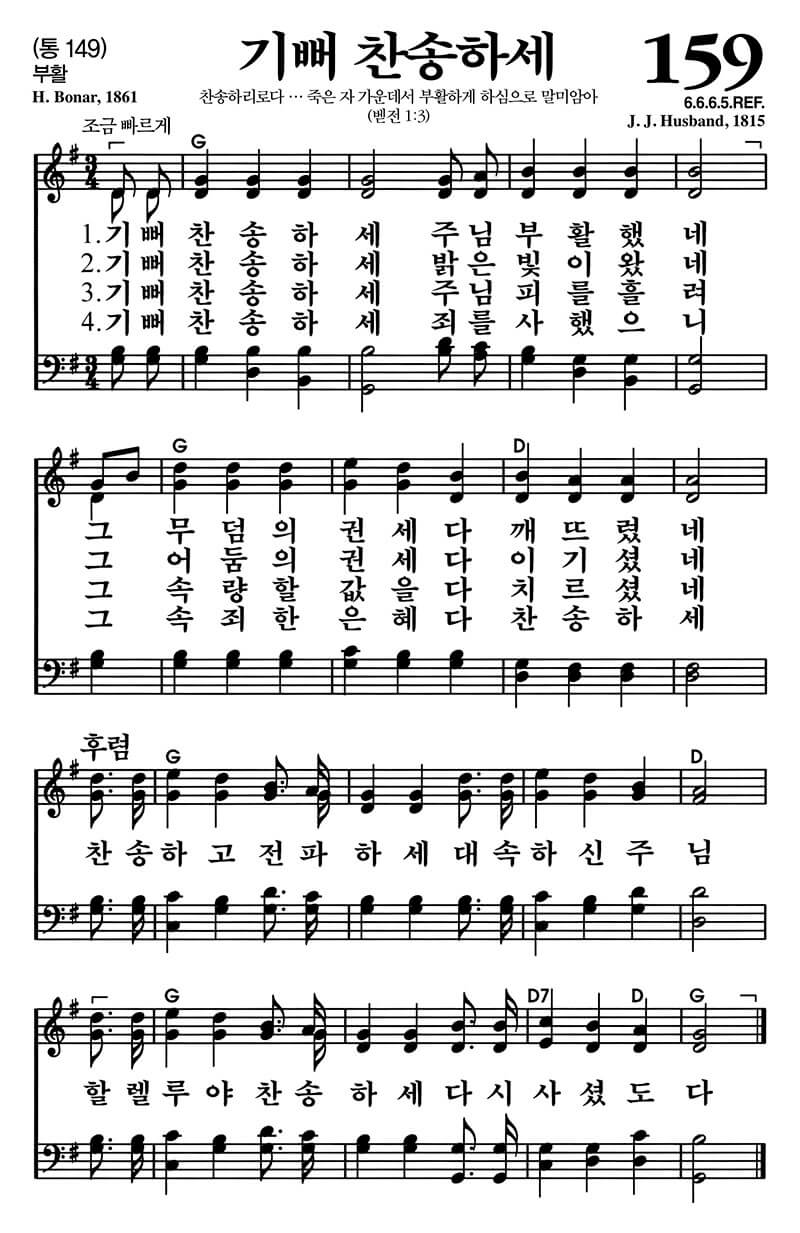 (통 149)
부활
H. Bonar, 1861
기뻐 찬송하세
찬송하리로다 … 죽은 자 가운데서 부활하게 하심으로 말미암아
(벧전 1:3)
159
6.6.6.5.REF.
J. J. Husband, 1815
조금 빠르게
G
3/4
1.기뻐 찬송하세 주님부활했네
2.기뻐 찬송하세 밝은빛이왔네
3.기뻐 찬송하세 주님피를흘려
4.기뻐 찬송하세 죄를사했으니
3/4
G D
그 무덤의 권세다 깨뜨렸네
그 어둠의 권세다 이기셨네
그 속량할 값을다 치르셨네
그 속죄한 은혜다 찬송하세
후렴
G D
찬송하고전파하세대속하신주님
G D7 D G
할렐루야찬송하세다시사셨도다